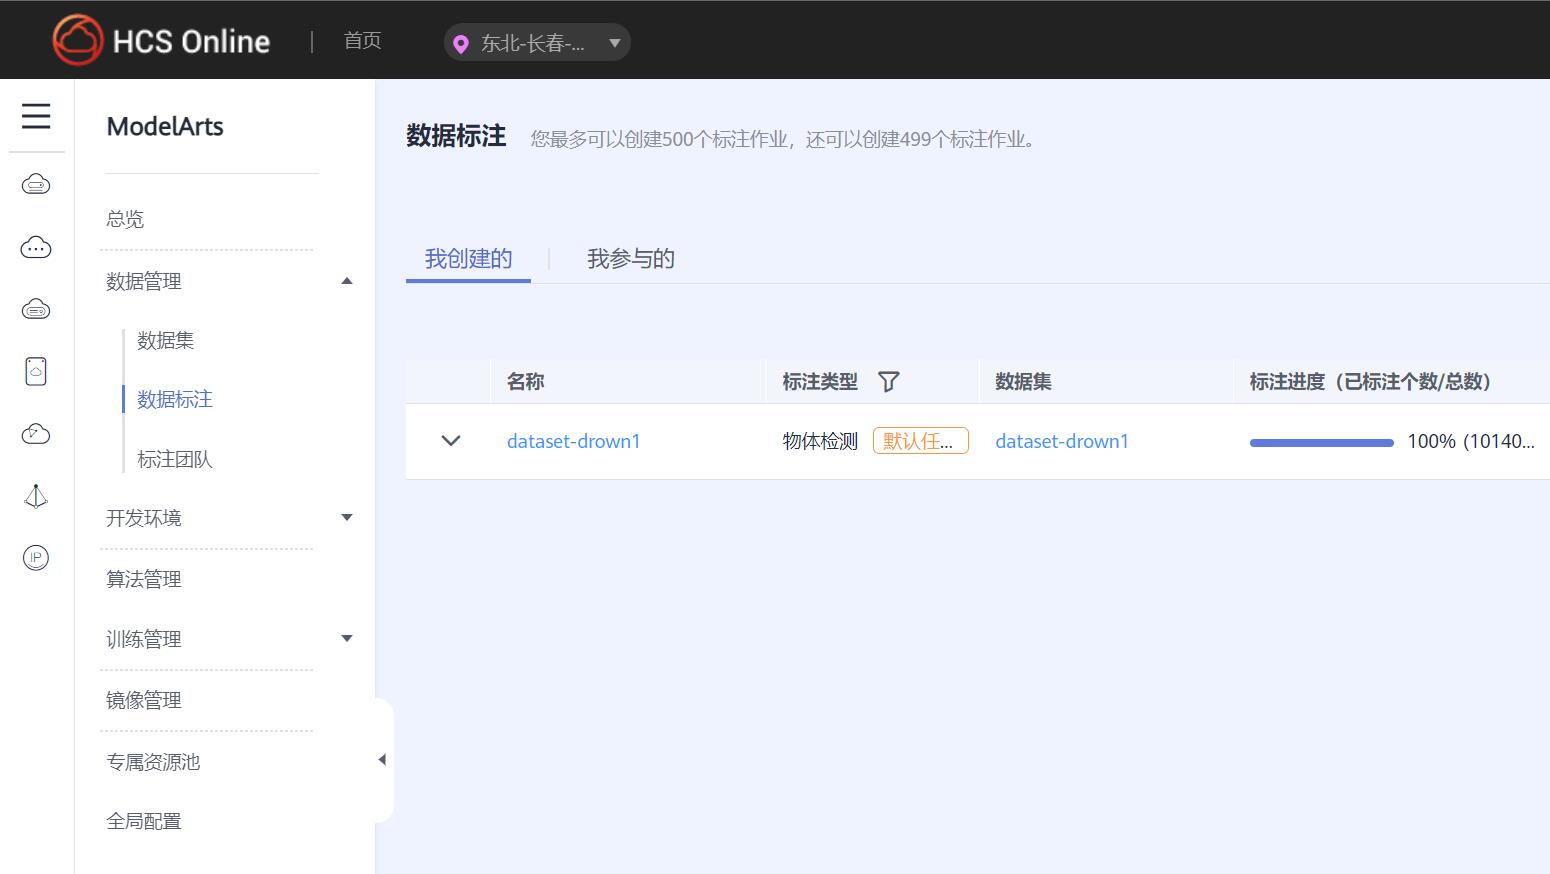 HCS Online | 首页 东北-长春-...
ModelArts
总览
数据管理
数据集
数据标注
标注团队
开发环境
算法管理
训练管理
镜像管理
专属资源池
全局配置
IP
数据标注 您最多可以创建500个标注作业，还可以创建499个标注作业。
我创建的 我参与的
名称 标注类型 数据集 标注进度（已标注个数/总数）
dataset-drown1 物体检测 默认任... dataset-drown1 100% (10140...